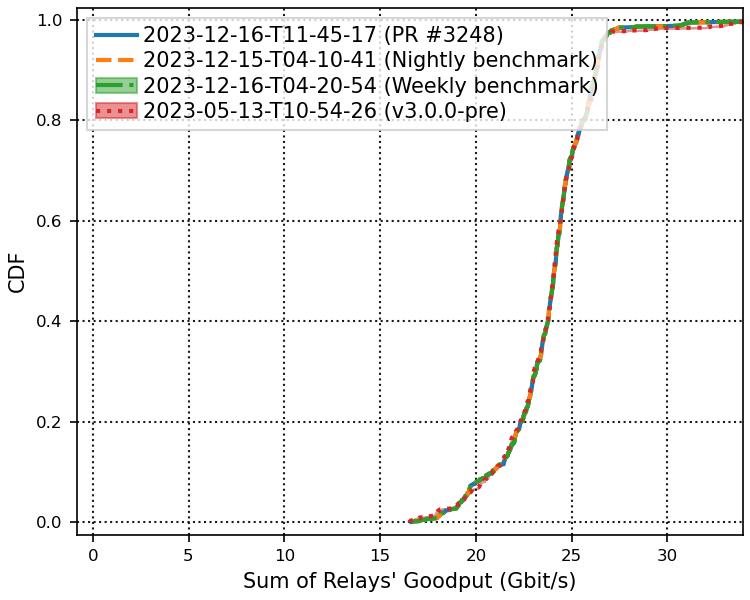 2023-12-16-T11-45-17 (PR #3248)
2023-12-15-T04-10-41 (Nightly benchmark)
2023-12-16-T04-20-54 (Weekly benchmark)
2023-05-13-T10-54-26 (v3.0.0-pre)
1.0
0.8
0.6
0.4
0.2
0.0
CDF
0 5 10 15 20 25 30
Sum of Relays' Goodput (Gbit/s)